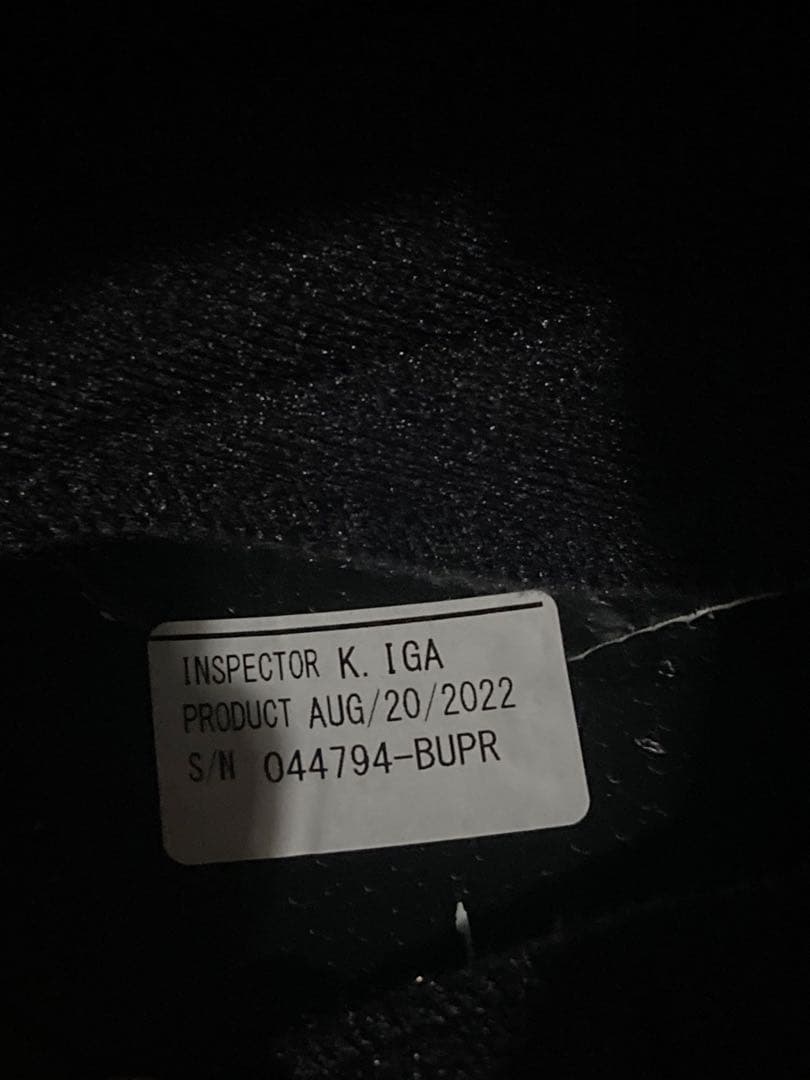 INSPECTOR K. IGA
PRODUCT AUG/20/2022
S/N 044794-BUPR